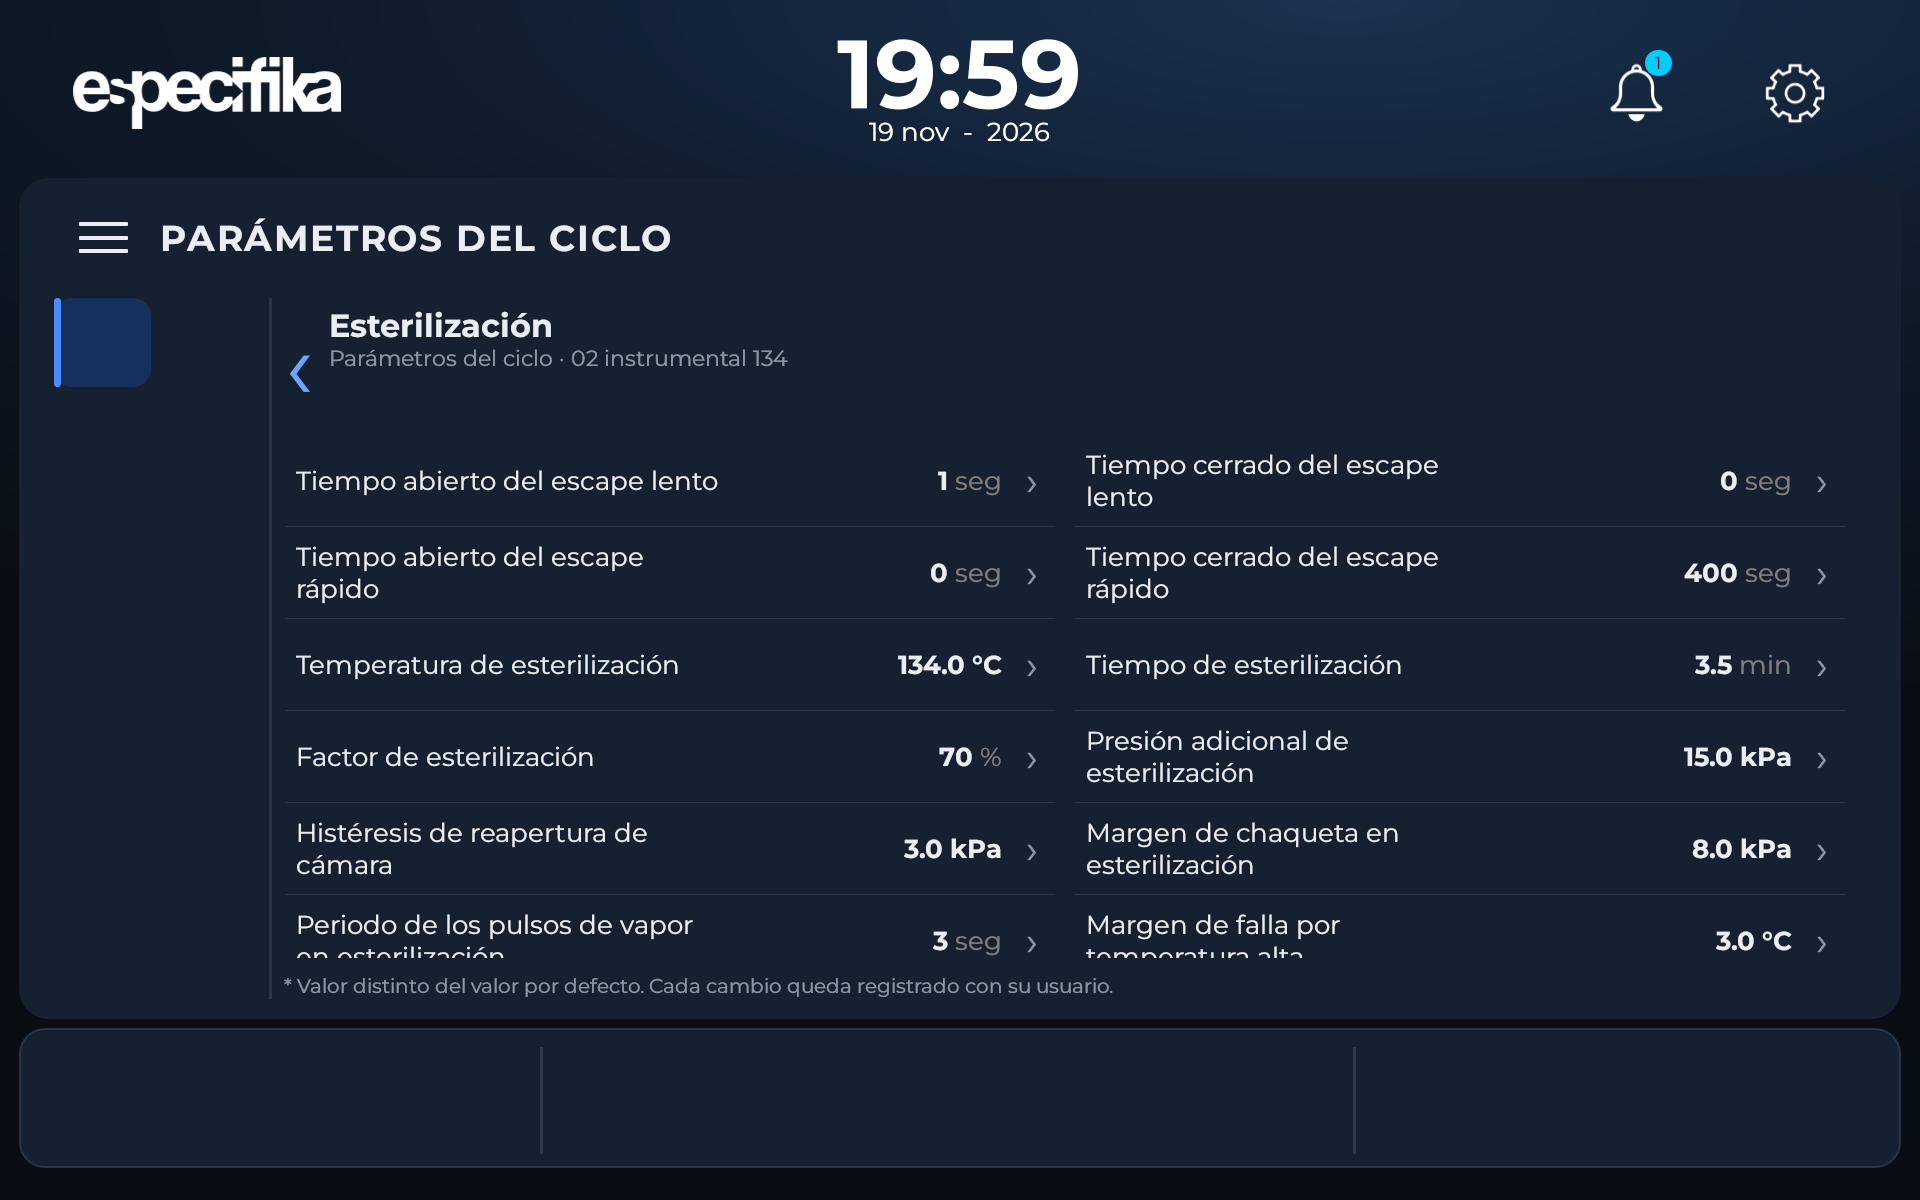 especifika
19:59
19 nov - 2026
1
PARÁMETROS DEL CICLO
Esterilización
Parámetros del ciclo · 02 instrumental 134
Tiempo abierto del escape lento
1 seg
Tiempo cerrado del escape
lento
0 seg
Tiempo abierto del escape
rápido
0 seg
Tiempo cerrado del escape
rápido
400 seg
Temperatura de esterilización
134.0 °C
Tiempo de esterilización
3.5 min
Factor de esterilización
70 %
Presión adicional de
esterilización
15.0 kPa
Histéresis de reapertura de
cámara
3.0 kPa
Margen de chaqueta en
esterilización
8.0 kPa
Periodo de los pulsos de vapor
en esterilización
3 seg
Margen de falla por
temperatura alta
3.0 °C
* Valor distinto del valor por defecto. Cada cambio queda registrado con su usuario.